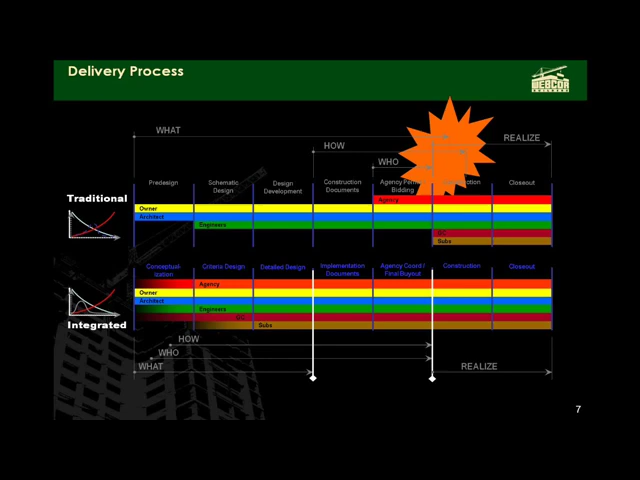 Delivery Process
WEBCOR
BUILDERS
WHAT
HOW
REALIZE
WHO
Predesign
Schematic
Design
Design
Development
Construction
Documents
Agency
Bidding
Closeout
Traditional
Agency
Owner
Architect
Engineers
GC
Subs
Conceptual-
ization
Criteria Design
Detailed Design
Implementation
Documents
Agency Coord /
Final Buyout
Construction
Closeout
Agency
Owner
Architect
Engineers
GC
Subs
Integrated
HOW
WHO
WHAT
REALIZE
7